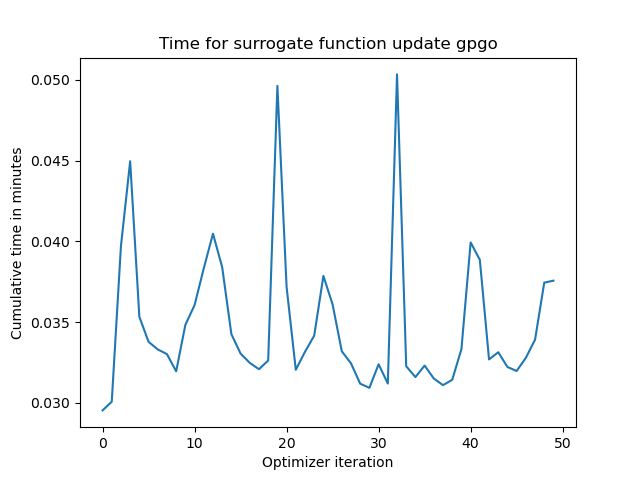 Time for surrogate function update gpgo
0.050
0.045
0.040
0.035
0.030
Cumulative time in minutes
0 10 20 30 40 50
Optimizer iteration